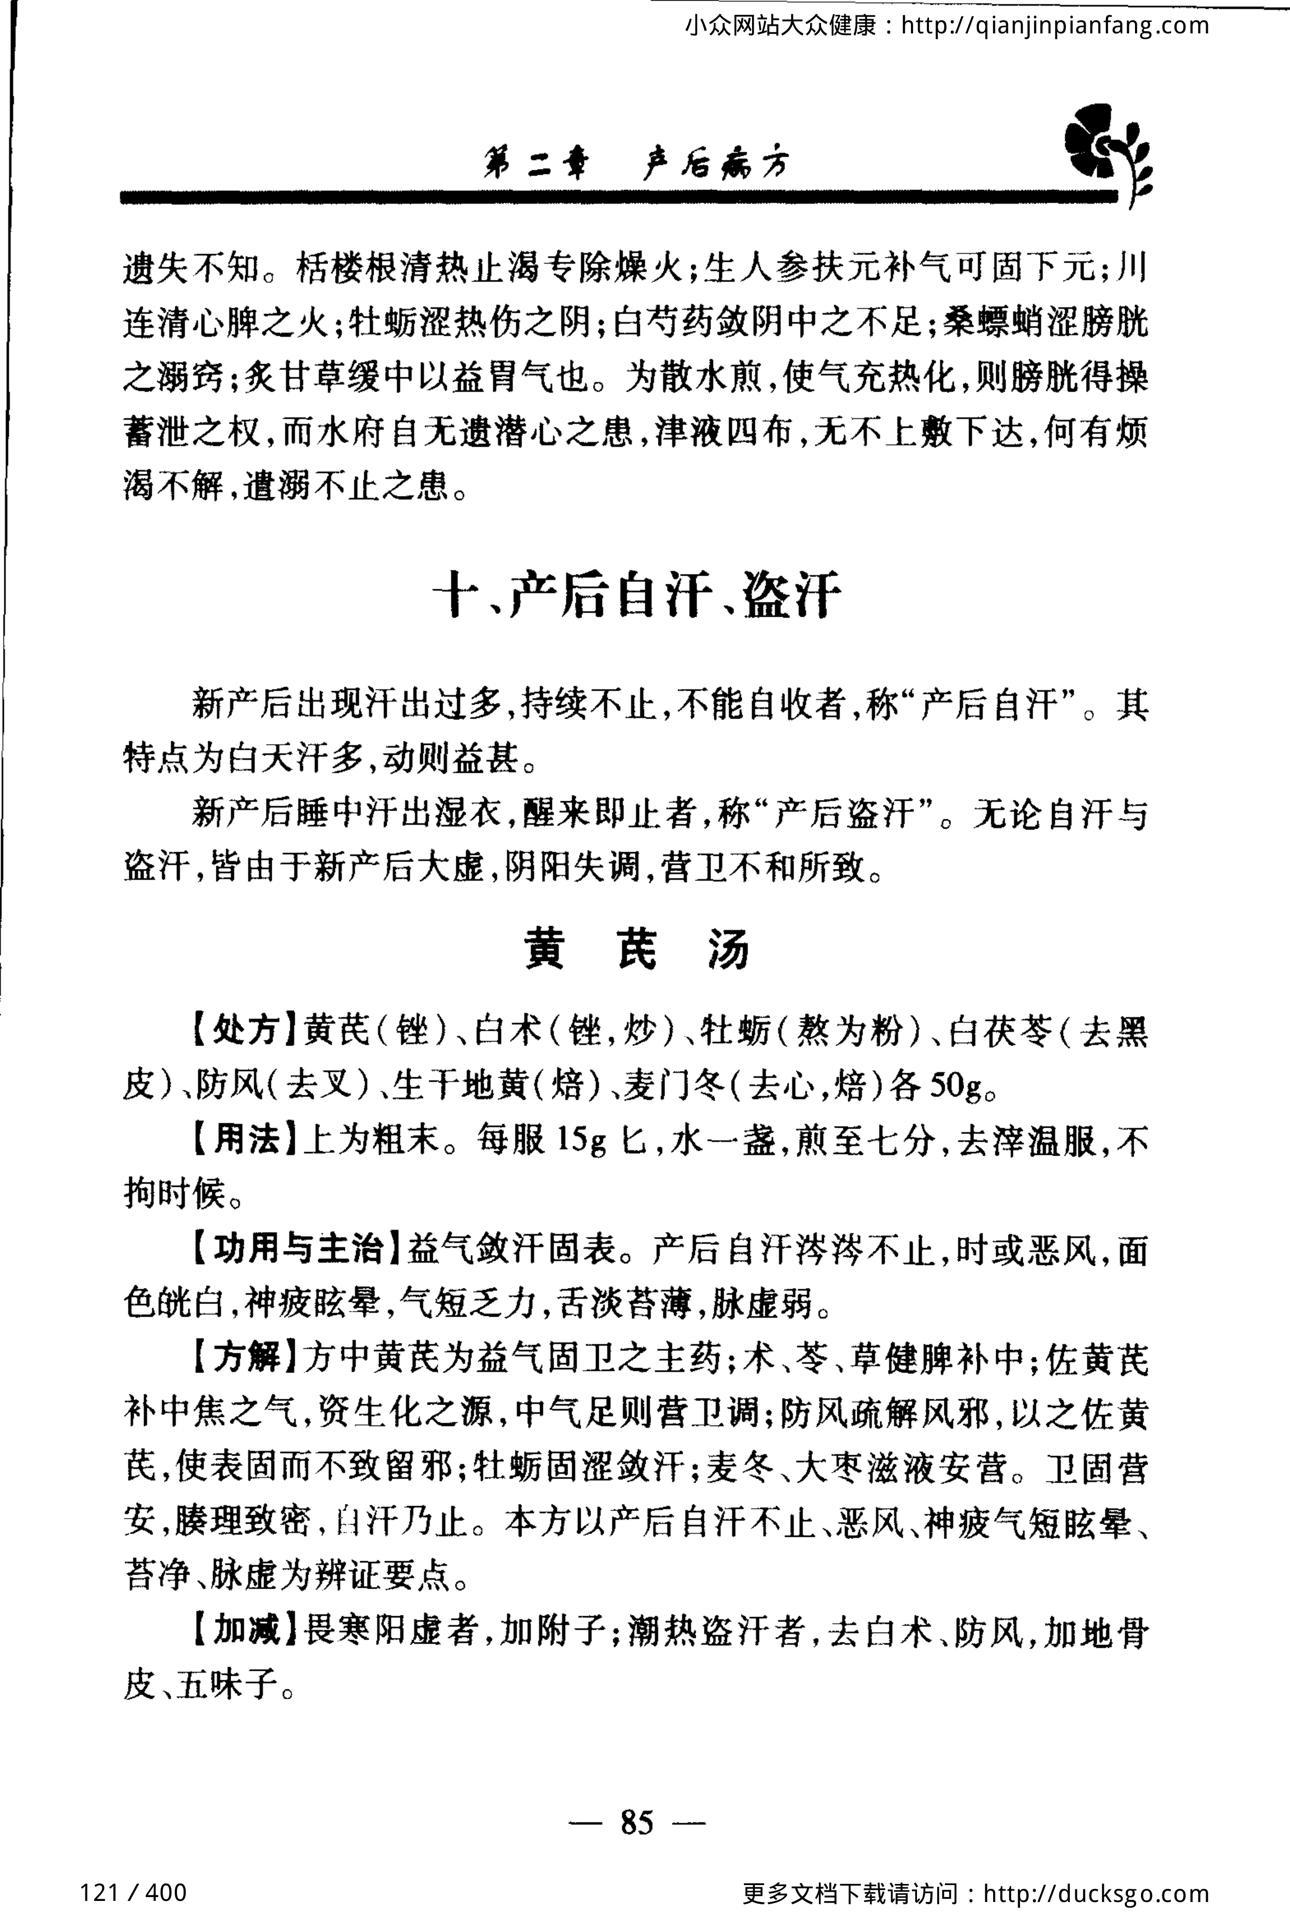 小众网站大众健康：http://qianjinpianfang.com
第二章 产后病方
遗失不知。栝楼根清热止渴专除燥火;生人参扶元补气可固下元;川
连清心脾之火;牡蛎涩热伤之阴;白芍药敛阴中之不足;桑螵蛸涩膀胱
之溺窍;炙甘草缓中以益胃气也。为散水煎,使气充热化,则膀胱得操
蓄泄之权,而水府自无遗潜心之患,津液四布,无不上敷下达,何有烦
渴不解,遣溺不止之患。
十、产后自汗、盗汗
新产后出现汗出过多,持续不止,不能自收者,称“产后自汗”。其
特点为白天汗多,动则益甚。
新产后睡中汗出湿衣,醒来即止者,称“产后盗汗”。无论自汗与
盗汗,皆由于新产后大虚,阴阳失调,营卫不和所致。
黄 芪 汤
【处方】黄芪(锉)、白术(锉,炒)、牡蛎(熬为粉)、白茯苓(去黑
皮)、防风(去叉)、生干地黄(焙)、麦门冬(去心,焙)各50g。
【用法】上为粗末。每服15g匕,水一盏,煎至七分,去滓温服,不
拘时候。
【功用与主治】益气敛汗固表。产后自汗涔涔不止,时或恶风,面
色㿠白,神疲眩晕,气短乏力,舌淡苔薄,脉虚弱。
【方解】方中黄芪为益气固卫之主药;术、苓、草健脾补中;佐黄芪
补中焦之气,资生化之源,中气足则营卫调;防风疏解风邪,以之佐黄
芪,使表固而不致留邪;牡蛎固涩敛汗;麦冬、大枣滋液安营。卫固营
安,腠理致密,自汗乃止。本方以产后自汗不止、恶风、神疲气短眩晕、
苔净、脉虚为辨证要点。
【加减】畏寒阳虚者,加附子;潮热盗汗者,去白术、防风,加地骨
皮、五味子。
— 85 —
121 / 400
更多文档下载请访问：http://ducksgo.com